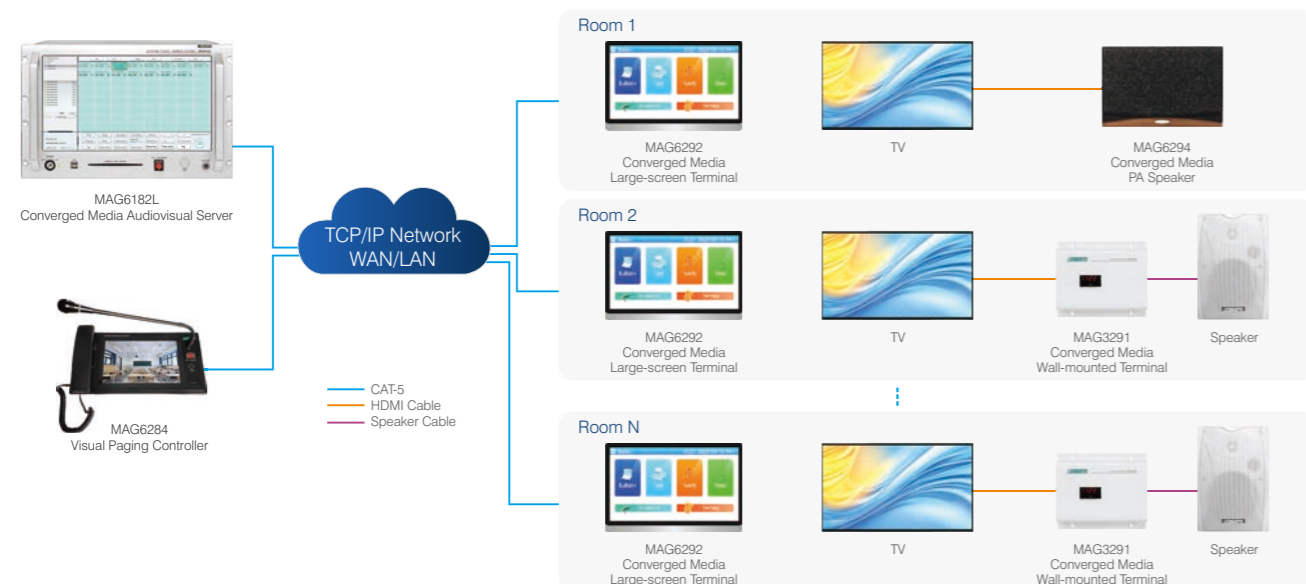 MAG6182L
Converged Media Audiovisual Server
MAG6284
Visual Paging Controller
TCP/IP Network
WAN/LAN
CAT-5
HDMI Cable
Speaker Cable
Room 1
MAG6292
Converged Media
Large-screen Terminal
TV
MAG6294
Converged Media
PA Speaker
Room 2
MAG6292
Converged Media
Large-screen Terminal
TV
MAG3291
Converged Media
Wall-mounted Terminal
Speaker
Room N
MAG6292
Converged Media
Large-screen Terminal
TV
MAG3291
Converged Media
Wall-mounted Terminal
Speaker